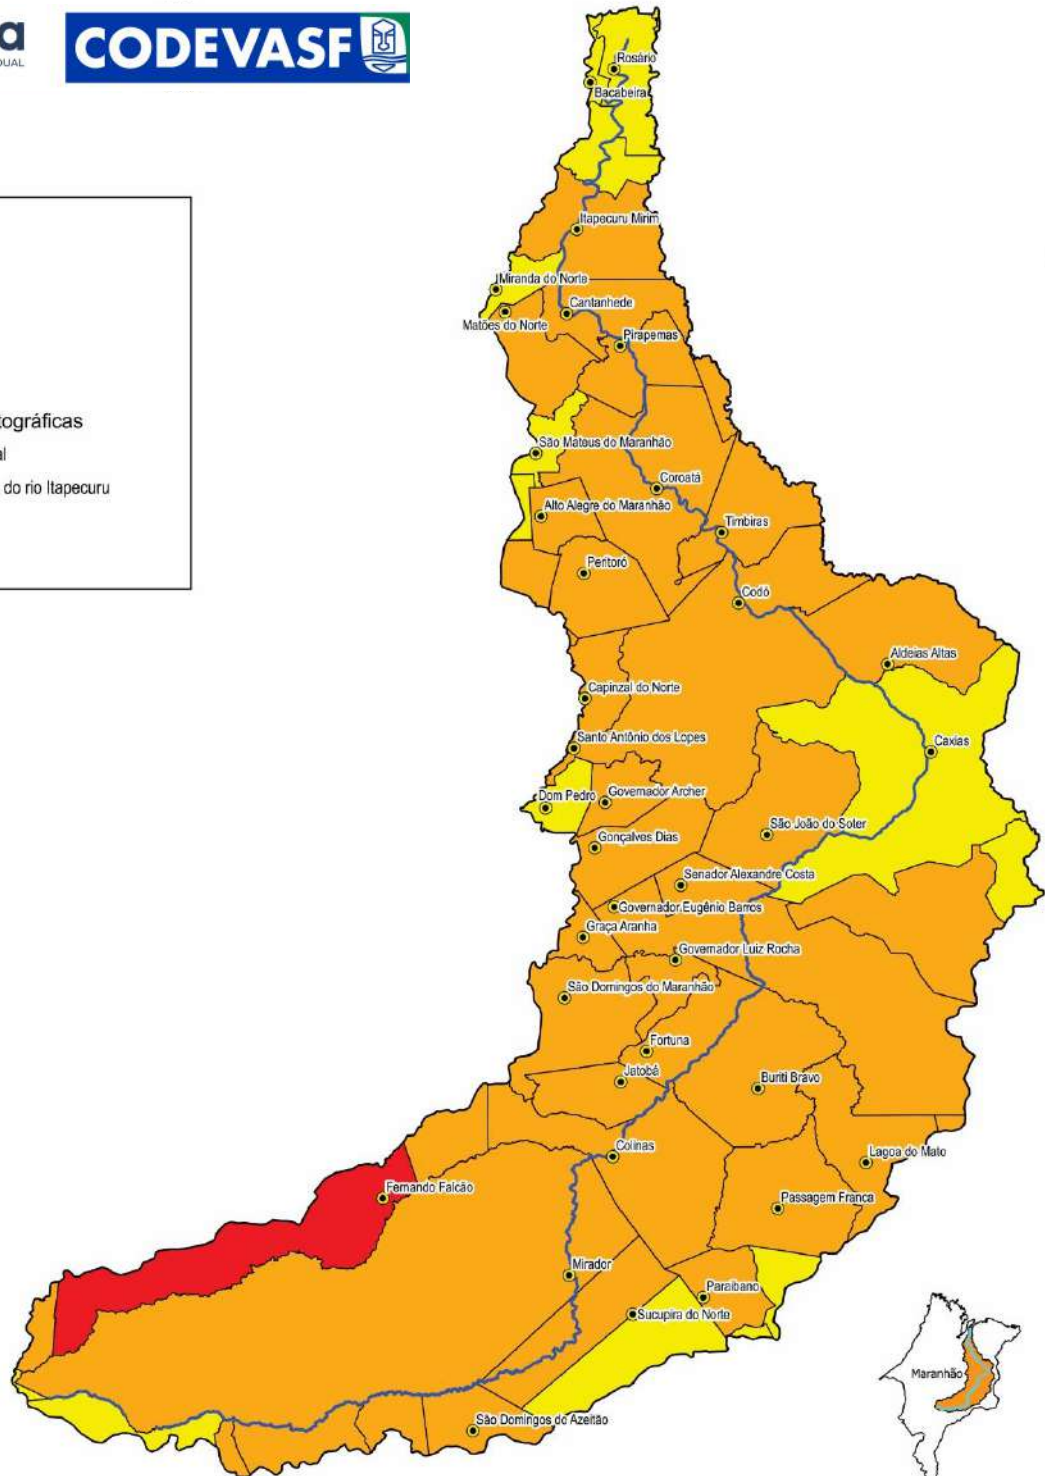 a
DUAL
CODEVASF
tográficas
al
do rio Itapecuru
Rosário
Bacabeira
Itapecuru Mirim
Miranda do Norte
Cantanhede
Matões do Norte
Pirapemas
São Mateus do Maranhão
Coroatá
Alto Alegre do Maranhão
Timbiras
Peritoró
Codó
Aldeias Altas
Capinzal do Norte
Santo Antônio dos Lopes
Caxias
Dom Pedro
Governador Archer
São João do Soter
Gonçalves Dias
Senador Alexandre Costa
Governador Eugênio Barros
Graça Aranha
Governador Luiz Rocha
São Domingos do Maranhão
Fortuna
Jatobá
Buriti Bravo
Colinas
Lagoa do Mato
Fernando Falcão
Passagem Franca
Mirador
Paraibano
Sucupira do Norte
Maranhão
São Domingos do Azeitão